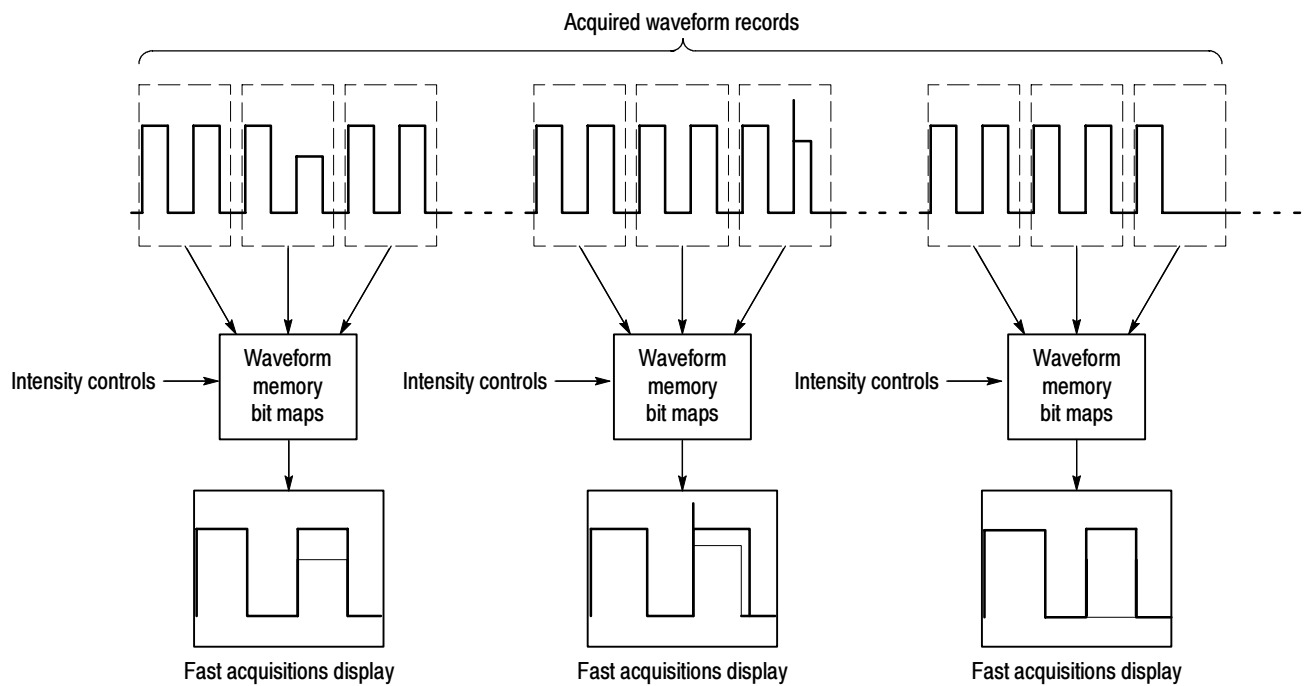 Acquired waveform records
Intensity controls
Waveform
memory
bit maps
Intensity controls
Waveform
memory
bit maps
Intensity controls
Waveform
memory
bit maps
Fast acquisitions display
Fast acquisitions display
Fast acquisitions display